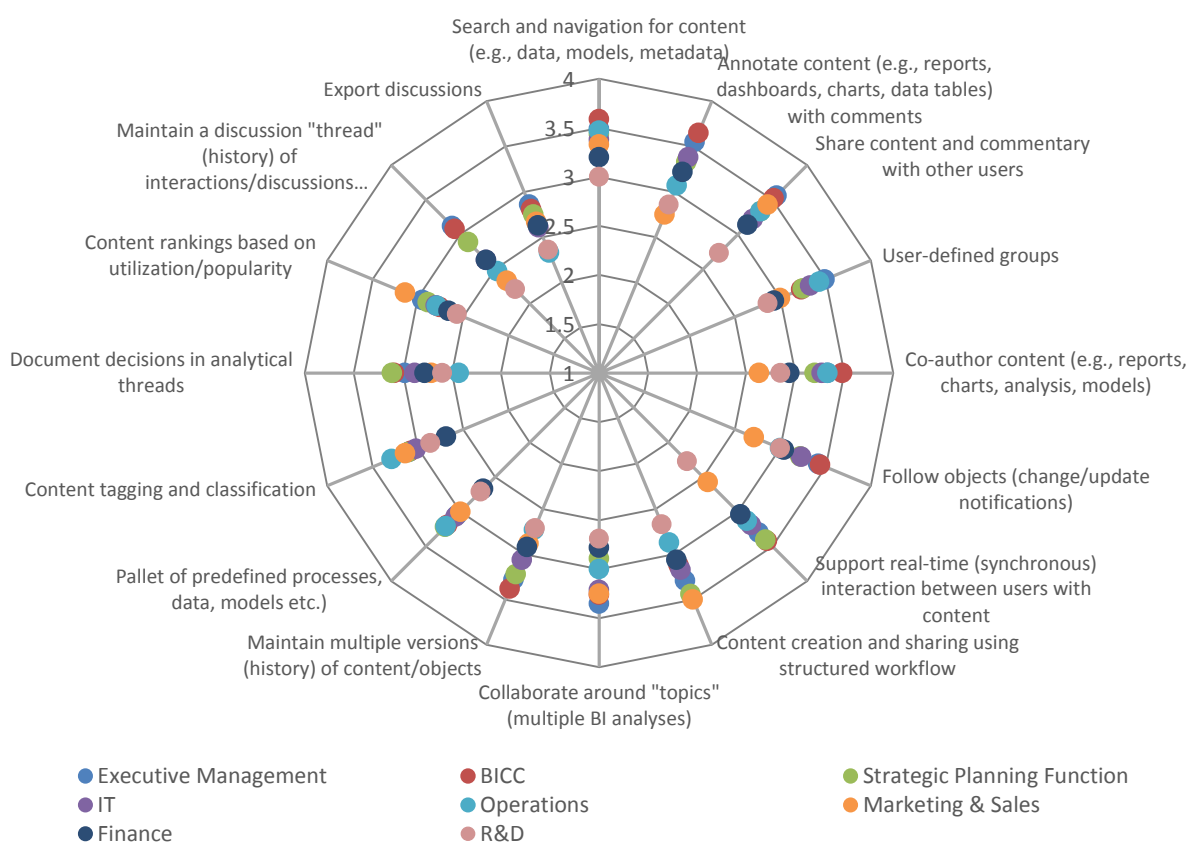 Search and navigation for content
(e.g., data, models, metadata)
Annotate content (e.g., reports,
dashboards, charts, data tables)
with comments
Share content and commentary
with other users
User-defined groups
Co-author content (e.g., reports,
charts, analysis, models)
Follow objects (change/update
notifications)
Support real-time (synchronous)
interaction between users with
content
Content creation and sharing using
structured workflow
Collaborate around "topics"
(multiple BI analyses)
Maintain multiple versions
(history) of content/objects
Pallet of predefined processes,
data, models etc.)
Content tagging and classification
Document decisions in analytical
threads
Content rankings based on
utilization/popularity
Maintain a discussion "thread"
(history) of
interactions/discussions...
Export discussions
4
3.5
3
2.5
2
1.5
1
Executive Management
BICC
Strategic Planning Function
IT
Operations
Marketing & Sales
Finance
R&D